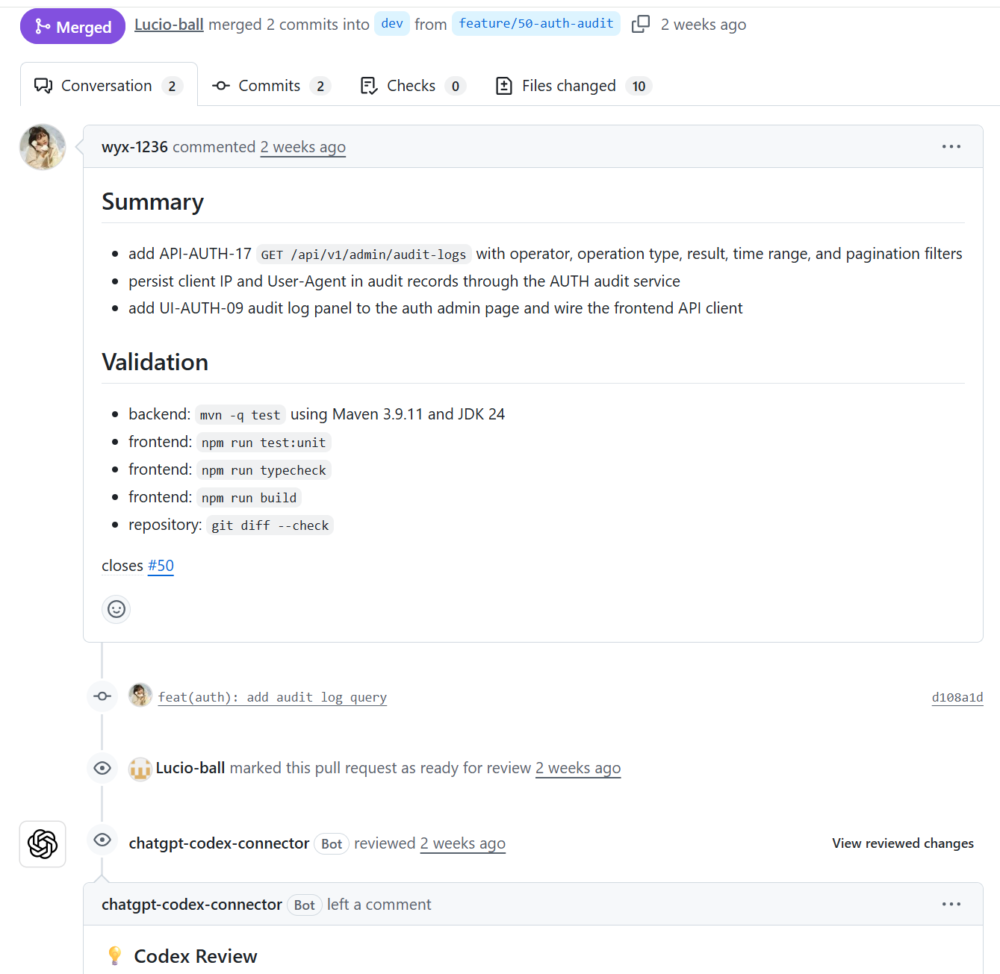 Merged Lucio-ball merged 2 commits into dev from feature/50-auth-audit 2 weeks ago
Conversation 2 Commits 2 Checks 0 Files changed 10
wyx-1236 commented 2 weeks ago
Summary
• add API-AUTH-17 GET /api/v1/admin/audit-logs with operator, operation type, result, time range, and pagination filters
• persist client IP and User-Agent in audit records through the AUTH audit service
• add UI-AUTH-09 audit log panel to the auth admin page and wire the frontend API client
Validation
• backend: mvn -q test using Maven 3.9.11 and JDK 24
• frontend: npm run test:unit
• frontend: npm run typecheck
• frontend: npm run build
• repository: git diff --check
closes #50
feat(auth): add audit log query d108a1d
Lucio-ball marked this pull request as ready for review 2 weeks ago
chatgpt-codex-connector Bot reviewed 2 weeks ago View reviewed changes
chatgpt-codex-connector Bot left a comment
💡 Codex Review